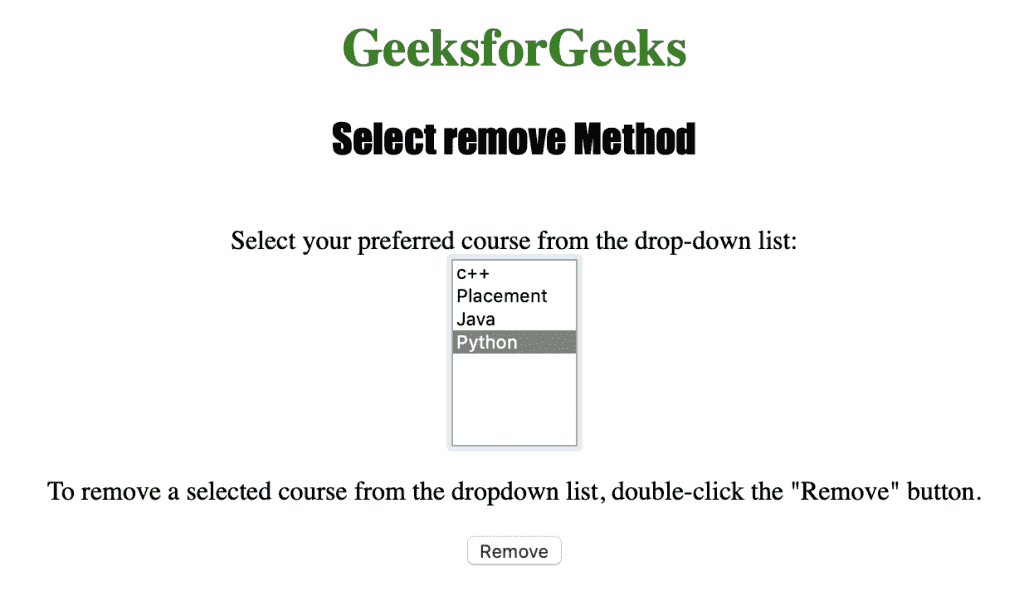 GeeksforGeeks
Select remove Method
Select your preferred course from the drop-down list:
c++
Placement
Java
Python
To remove a selected course from the dropdown list, double-click the "Remove" button.
Remove